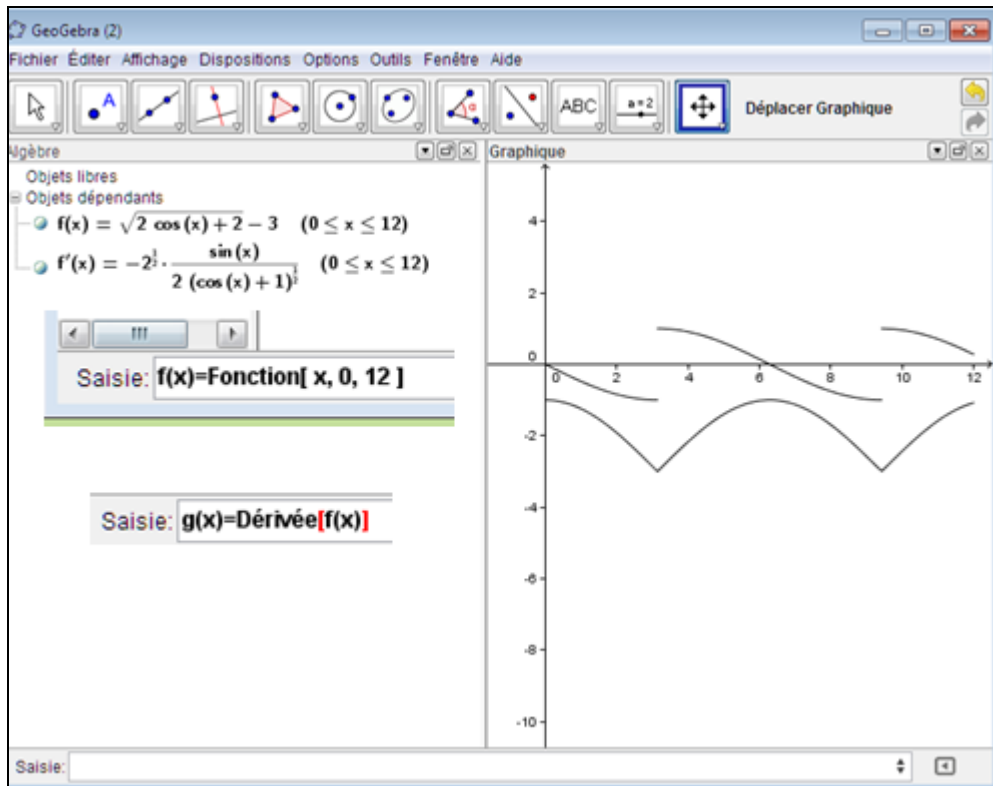 GeoGebra (2)
Fichier Éditer Affichage Dispositions Options Outils Fenêtre Aide
A α ABC a=2 Déplacer Graphique
lgèbre Graphique
Objets libres
Objets dépendants
f(x) = √(2 cos (x) + 2) − 3 (0 ≤ x ≤ 12)
f'(x) = −2^(1/2) · sin (x) / (2 (cos (x) + 1)^(1/2)) (0 ≤ x ≤ 12)
Saisie: f(x)=Fonction[ x, 0, 12 ]
Saisie: g(x)=Dérivée[f(x)]
4
2
0
0 2 4 6 8 10 12
-2
-4
-6
-8
-10
Saisie: